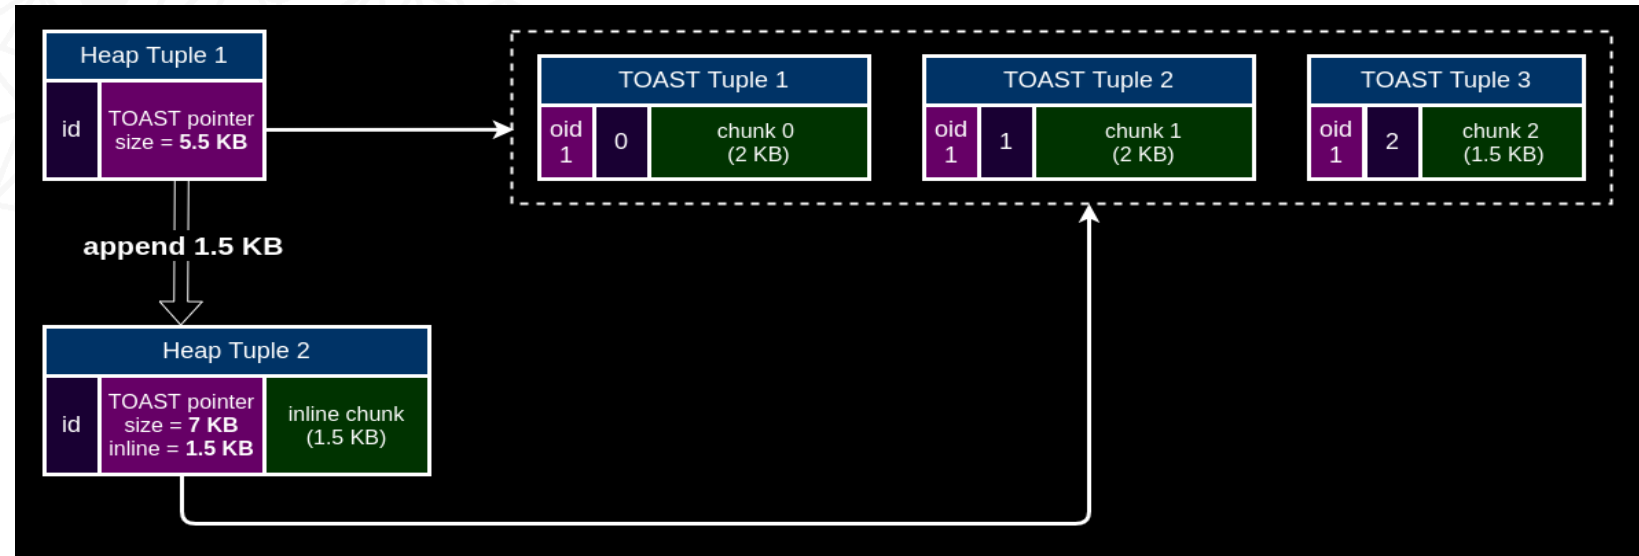 Heap Tuple 1
id
TOAST pointer
size = 5.5 KB
TOAST Tuple 1
oid
1
0
chunk 0
(2 KB)
TOAST Tuple 2
oid
1
1
chunk 1
(2 KB)
TOAST Tuple 3
oid
1
2
chunk 2
(1.5 KB)
append 1.5 KB
Heap Tuple 2
id
TOAST pointer
size = 7 KB
inline = 1.5 KB
inline chunk
(1.5 KB)